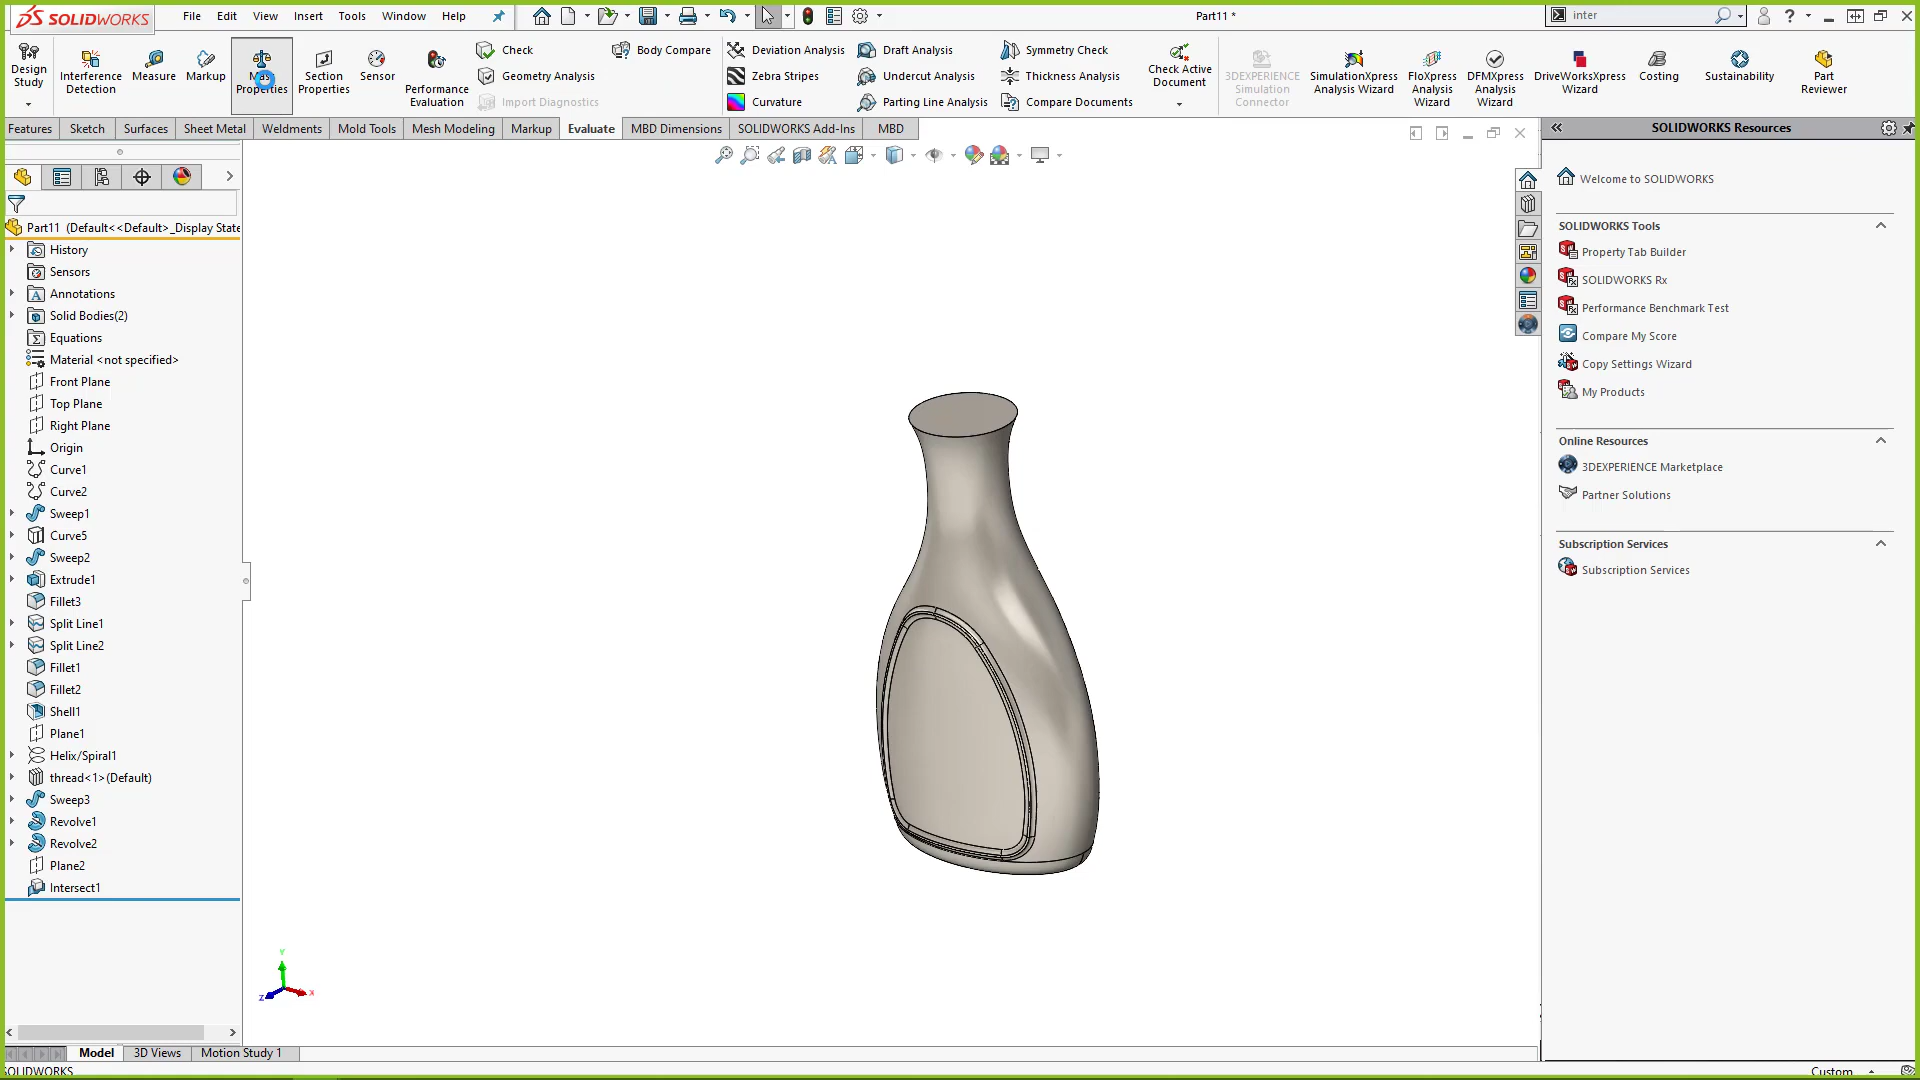 SOLIDWORKS
File Edit View Insert Tools Window Help
Part11 *
inter
Design Study
Interference Detection
Measure
Markup
Mass Properties
Section Properties
Sensor
Performance Evaluation
Check
Geometry Analysis
Import Diagnostics
Body Compare
Deviation Analysis
Zebra Stripes
Curvature
Draft Analysis
Undercut Analysis
Parting Line Analysis
Symmetry Check
Thickness Analysis
Compare Documents
Check Active Document
3DEXPERIENCE Simulation Connector
SimulationXpress Analysis Wizard
FloXpress Analysis Wizard
DFMXpress Analysis Wizard
DriveWorksXpress Wizard
Costing
Sustainability
Part Reviewer
Features Sketch Surfaces Sheet Metal Weldments Mold Tools Mesh Modeling Markup Evaluate MBD Dimensions SOLIDWORKS Add-Ins MBD
Part11 (Default<<Default>_Display State
History
Sensors
Annotations
Solid Bodies(2)
Equations
Material <not specified>
Front Plane
Top Plane
Right Plane
Origin
Curve1
Curve2
Sweep1
Curve5
Sweep2
Extrude1
Fillet3
Split Line1
Split Line2
Fillet1
Fillet2
Shell1
Plane1
Helix/Spiral1
thread<1>(Default)
Sweep3
Revolve1
Revolve2
Plane2
Intersect1
Y
Z
X
SOLIDWORKS Resources
Welcome to SOLIDWORKS
SOLIDWORKS Tools
Property Tab Builder
SOLIDWORKS Rx
Performance Benchmark Test
Compare My Score
Copy Settings Wizard
My Products
Online Resources
3DEXPERIENCE Marketplace
Partner Solutions
Subscription Services
Subscription Services
Model 3D Views Motion Study 1
SOLIDWORKS
Custom